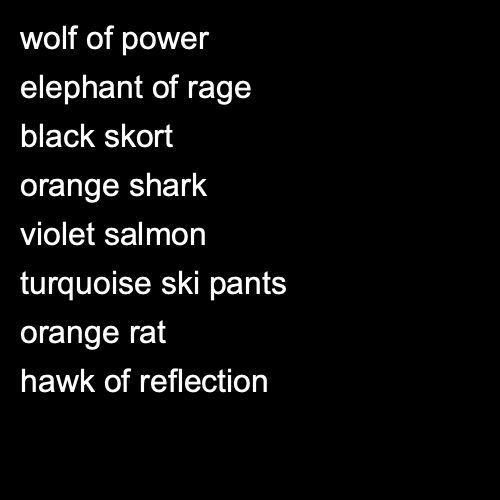 wolf of power
elephant of rage
black skort
orange shark
violet salmon
turquoise ski pants
orange rat
hawk of reflection